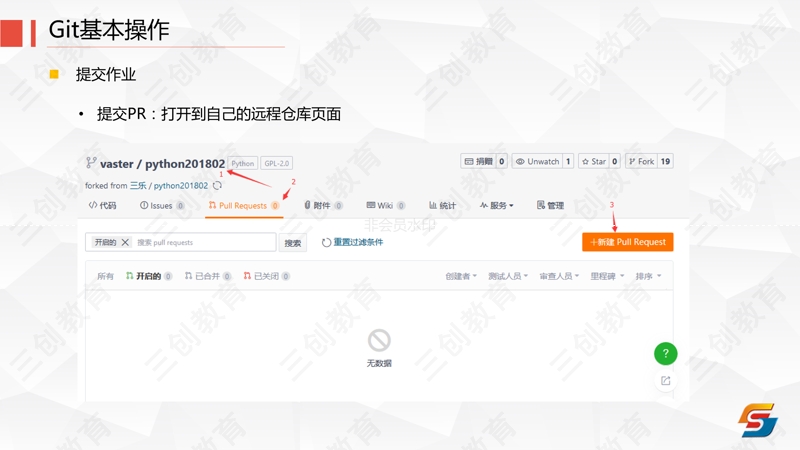 Git基本操作
提交作业
• 提交PR：打开到自己的远程仓库页面
vaster / python201802 Python GPL-2.0 捐赠 0 Unwatch 1 Star 0 Fork 19
1
forked from 三乐 / python201802
2
代码 Issues 0 Pull Requests 0 附件 0 Wiki 0 统计 服务 管理
3
非会员水印
开启的 X 搜索 pull requests 搜索 重置过滤条件 +新建 Pull Request
所有 开启的 0 已合并 0 已关闭 0 创建者 测试人员 审查人员 里程碑 排序
无数据
?
三创教育